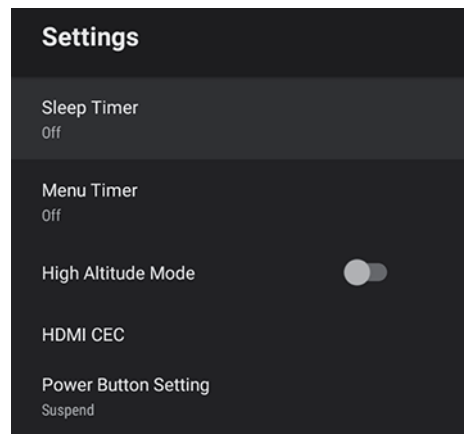 Settings
Sleep Timer
Off
Menu Timer
Off
High Altitude Mode
HDMI CEC
Power Button Setting
Suspend